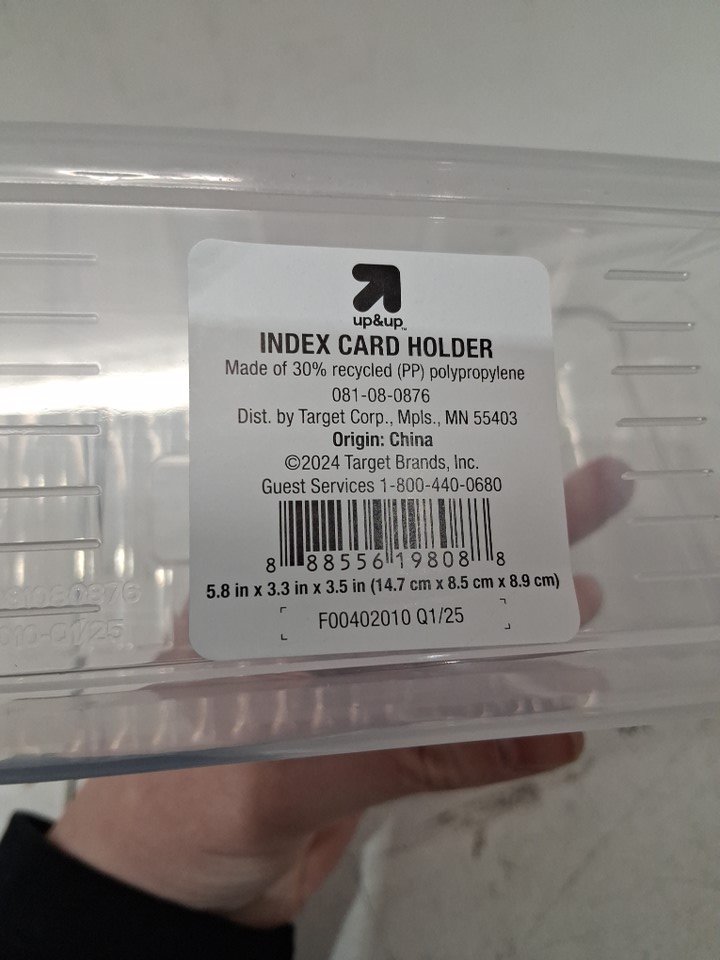 up&up™
INDEX CARD HOLDER
Made of 30% recycled (PP) polypropylene
081-08-0876
Dist. by Target Corp., Mpls., MN 55403
Origin: China
©2024 Target Brands, Inc.
Guest Services 1-800-440-0680
8 88556 19808 8
5.8 in x 3.3 in x 3.5 in (14.7 cm x 8.5 cm x 8.9 cm)
F00402010 Q1/25